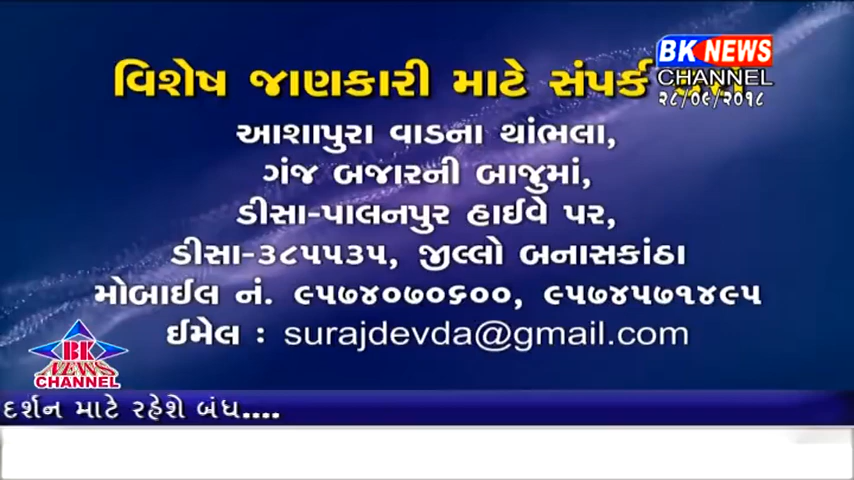 BK NEWS
CHANNEL
૨૮/૦૯/૨૦૧૮
વિશેષ જાણકારી માટે સંપર્ક
આશાપુરા વાડના થાંભલા,
ગંજ બજારની બાજુમાં,
ડીસા-પાલનપુર હાઈવે પર,
ડીસા-૩૮૫૫૩૫, જીલ્લો બનાસકાંઠા
મોબાઈલ નં. ૯૫૭૪૦૭૦૬૦૦, ૯૫૭૪૫૭૧૪૯૫
ઈમેલ : surajdevda@gmail.com
BK
NEWS
CHANNEL
દર્શન માટે રહેશે બંધ....